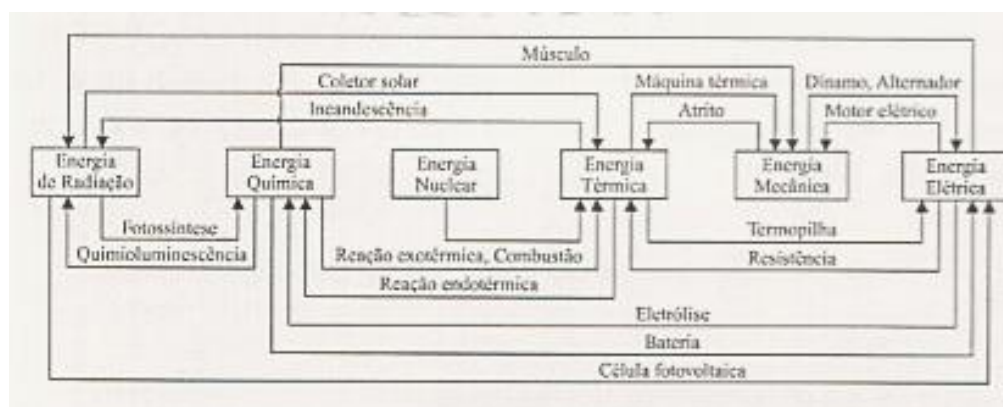 Músculo
Coletor solar
Máquina térmica
Dínamo, Alternador
Incandescência
Atrito
Motor elétrico
Energia
de Radiação
Energia
Química
Energia
Nuclear
Energia
Térmica
Energia
Mecânica
Energia
Elétrica
Fotossíntese
Termopilha
Quimioluminescência
Reação exotérmica, Combustão
Resistência
Reação endotérmica
Eletrólise
Bateria
Célula fotovoltaica